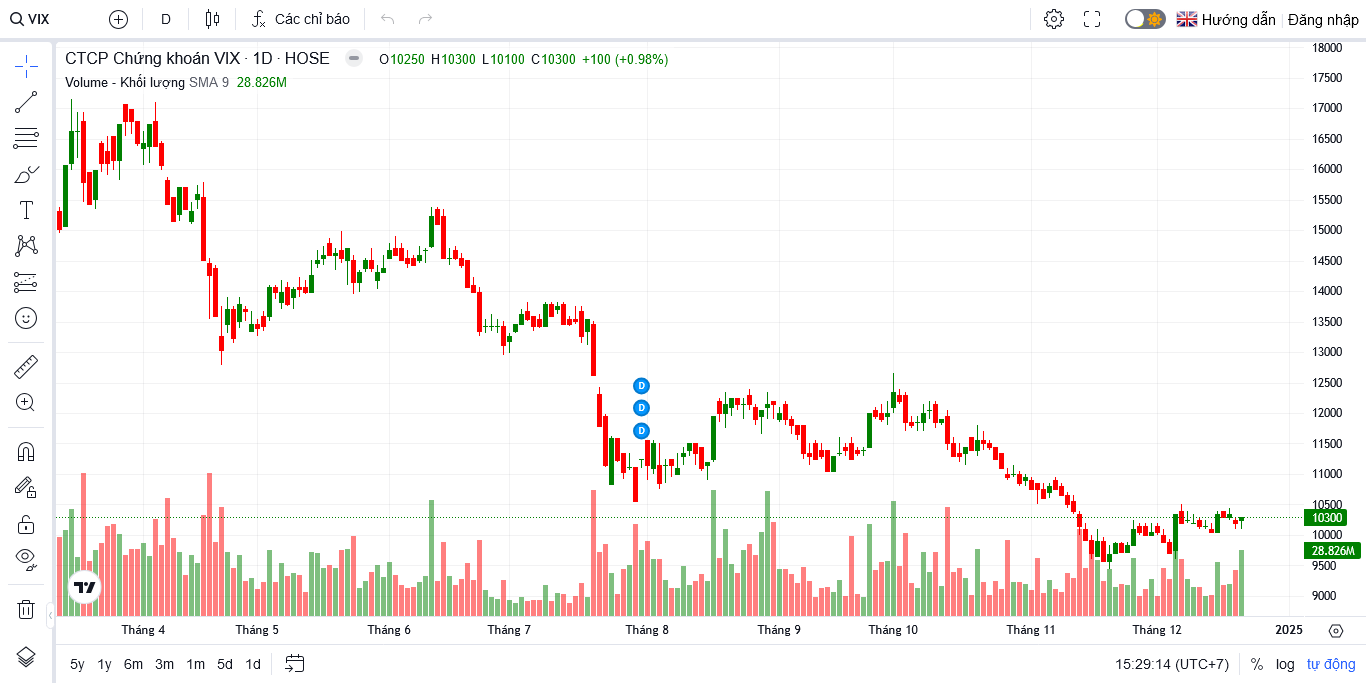 VIX D Các chỉ báo Hướng dẫn Đăng nhập
CTCP Chứng khoán VIX · 1D · HOSE O10250 H10300 L10100 C10300 +100 (+0.98%)
Volume - Khối lượng SMA 9 28.826M
18000
17500
17000
16500
16000
15500
15000
14500
14000
13500
13000
12500
12000
11500
11000
10500
10300
10000
28.826M
9500
9000
D
D
D
Tháng 4 Tháng 5 Tháng 6 Tháng 7 Tháng 8 Tháng 9 Tháng 10 Tháng 11 Tháng 12 2025
5y 1y 6m 3m 1m 5d 1d 15:29:14 (UTC+7) % log tự động